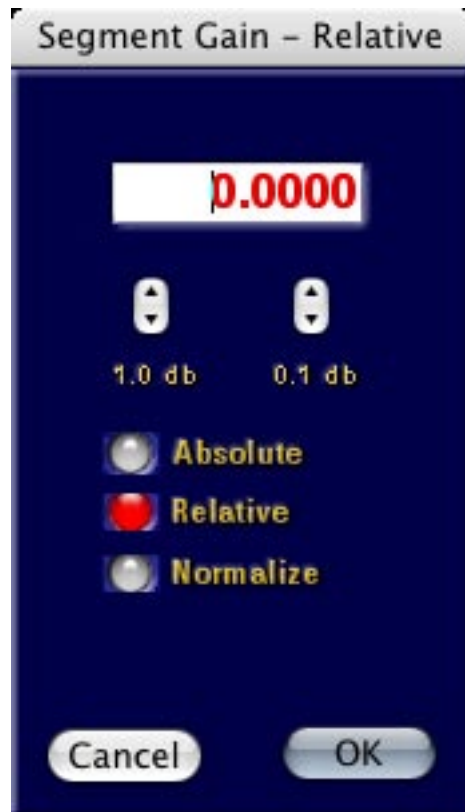 Segment Gain – Relative
0.0000
1.0 db 0.1 db
Absolute
Relative
Normalize
Cancel OK